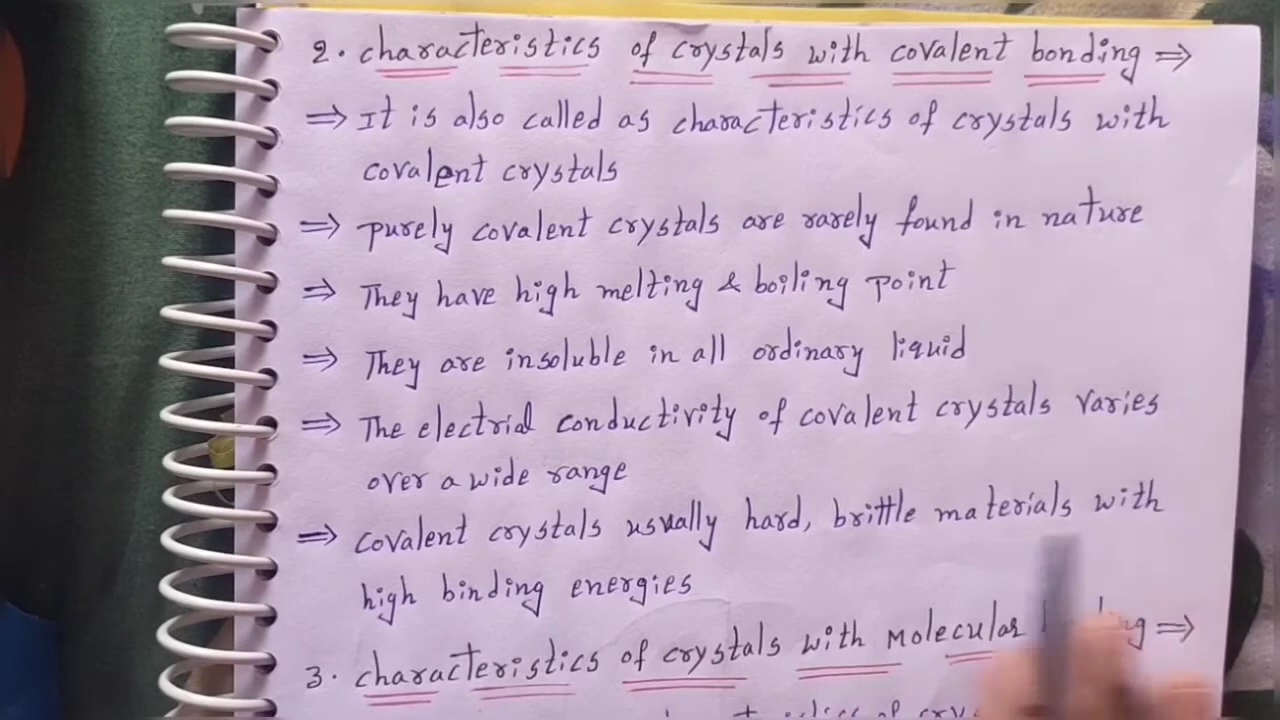 2. characteristics of crystals with covalent bonding ⇒
⇒ It is also called as characteristics of crystals with
covalent crystals
⇒ purely covalent crystals are rarely found in nature
⇒ They have high melting & boiling point
⇒ They are insoluble in all ordinary liquid
⇒ The electrial conductivity of covalent crystals varies
over a wide range
⇒ covalent crystals usually hard, brittle materials with
high binding energies
3. characteristics of crystals with Molecular ⇒
of